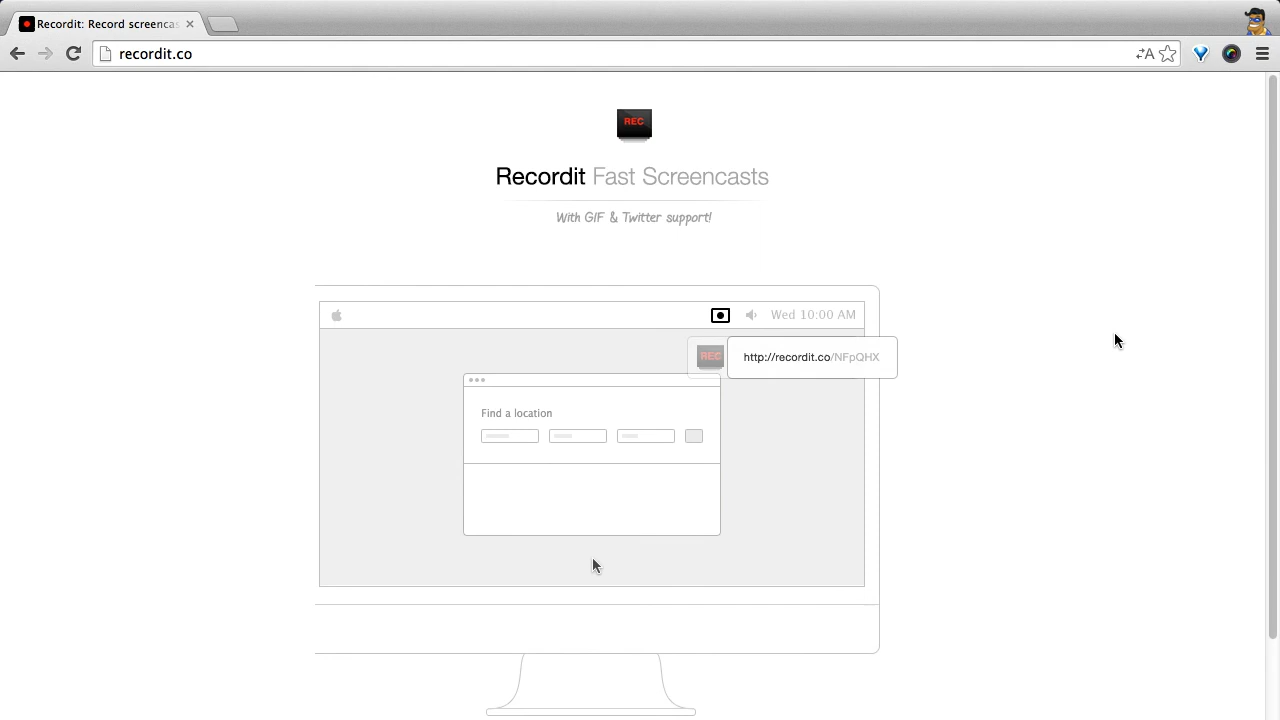 Recordit: Record screencas
recordit.co
REC
Recordit Fast Screencasts
With GIF & Twitter support!
Wed 10:00 AM
REC
http://recordit.co/NFpQHX
Find a location